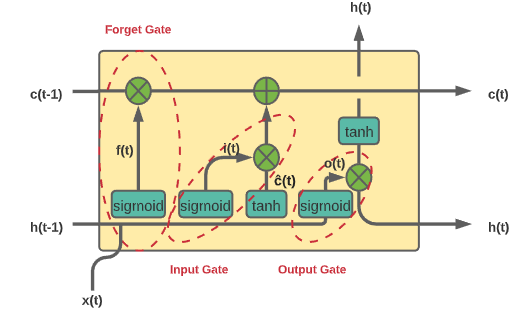 h(t)
Forget Gate
c(t-1)
c(t)
tanh
f(t)
i(t)
o(t)
ĉ(t)
sigmoid
sigmoid
tanh
sigmoid
h(t-1)
h(t)
Input Gate
Output Gate
x(t)